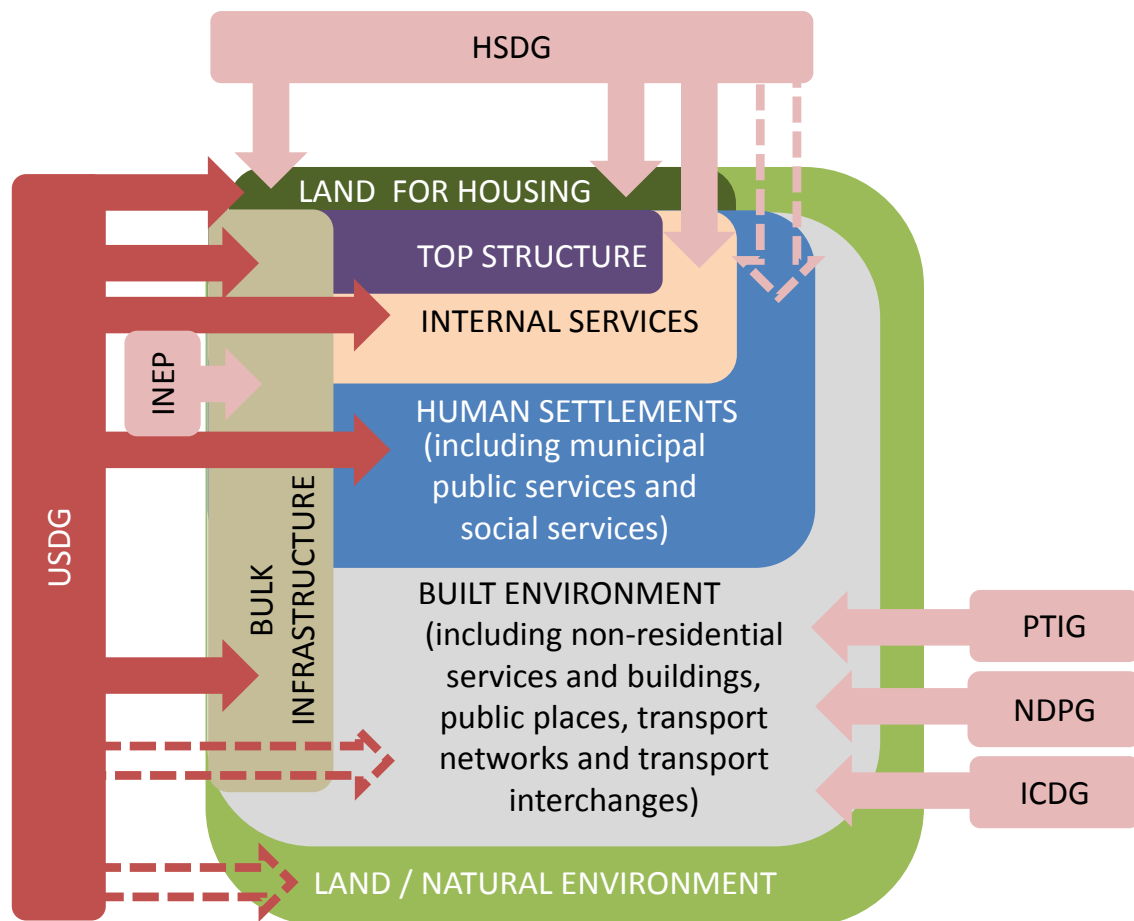 HSDG
LAND FOR HOUSING
TOP STRUCTURE
INTERNAL SERVICES
INEP
HUMAN SETTLEMENTS
(including municipal
public services and
social services)
USDG
BULK
INFRASTRUCTURE
BUILT ENVIRONMENT
(including non-residential
services and buildings,
public places, transport
networks and transport
interchanges)
PTIG
NDPG
ICDG
LAND / NATURAL ENVIRONMENT